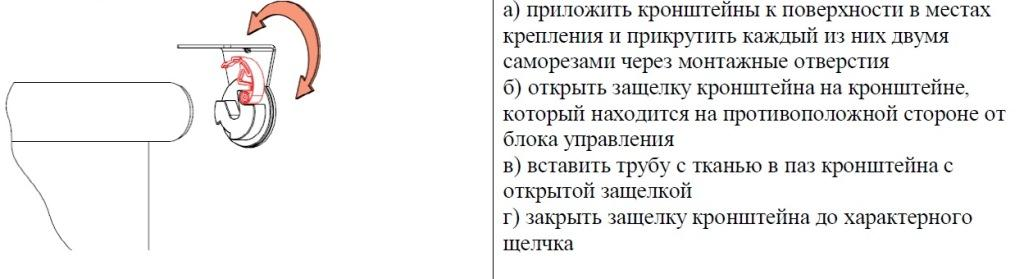 а) приложить кронштейны к поверхности в местах
крепления и прикрутить каждый из них двумя
саморезами через монтажные отверстия
б) открыть защелку кронштейна на кронштейне,
который находится на противоположной стороне от
блока управления
в) вставить трубу с тканью в паз кронштейна с
открытой защелкой
г) закрыть защелку кронштейна до характерного
щелчка